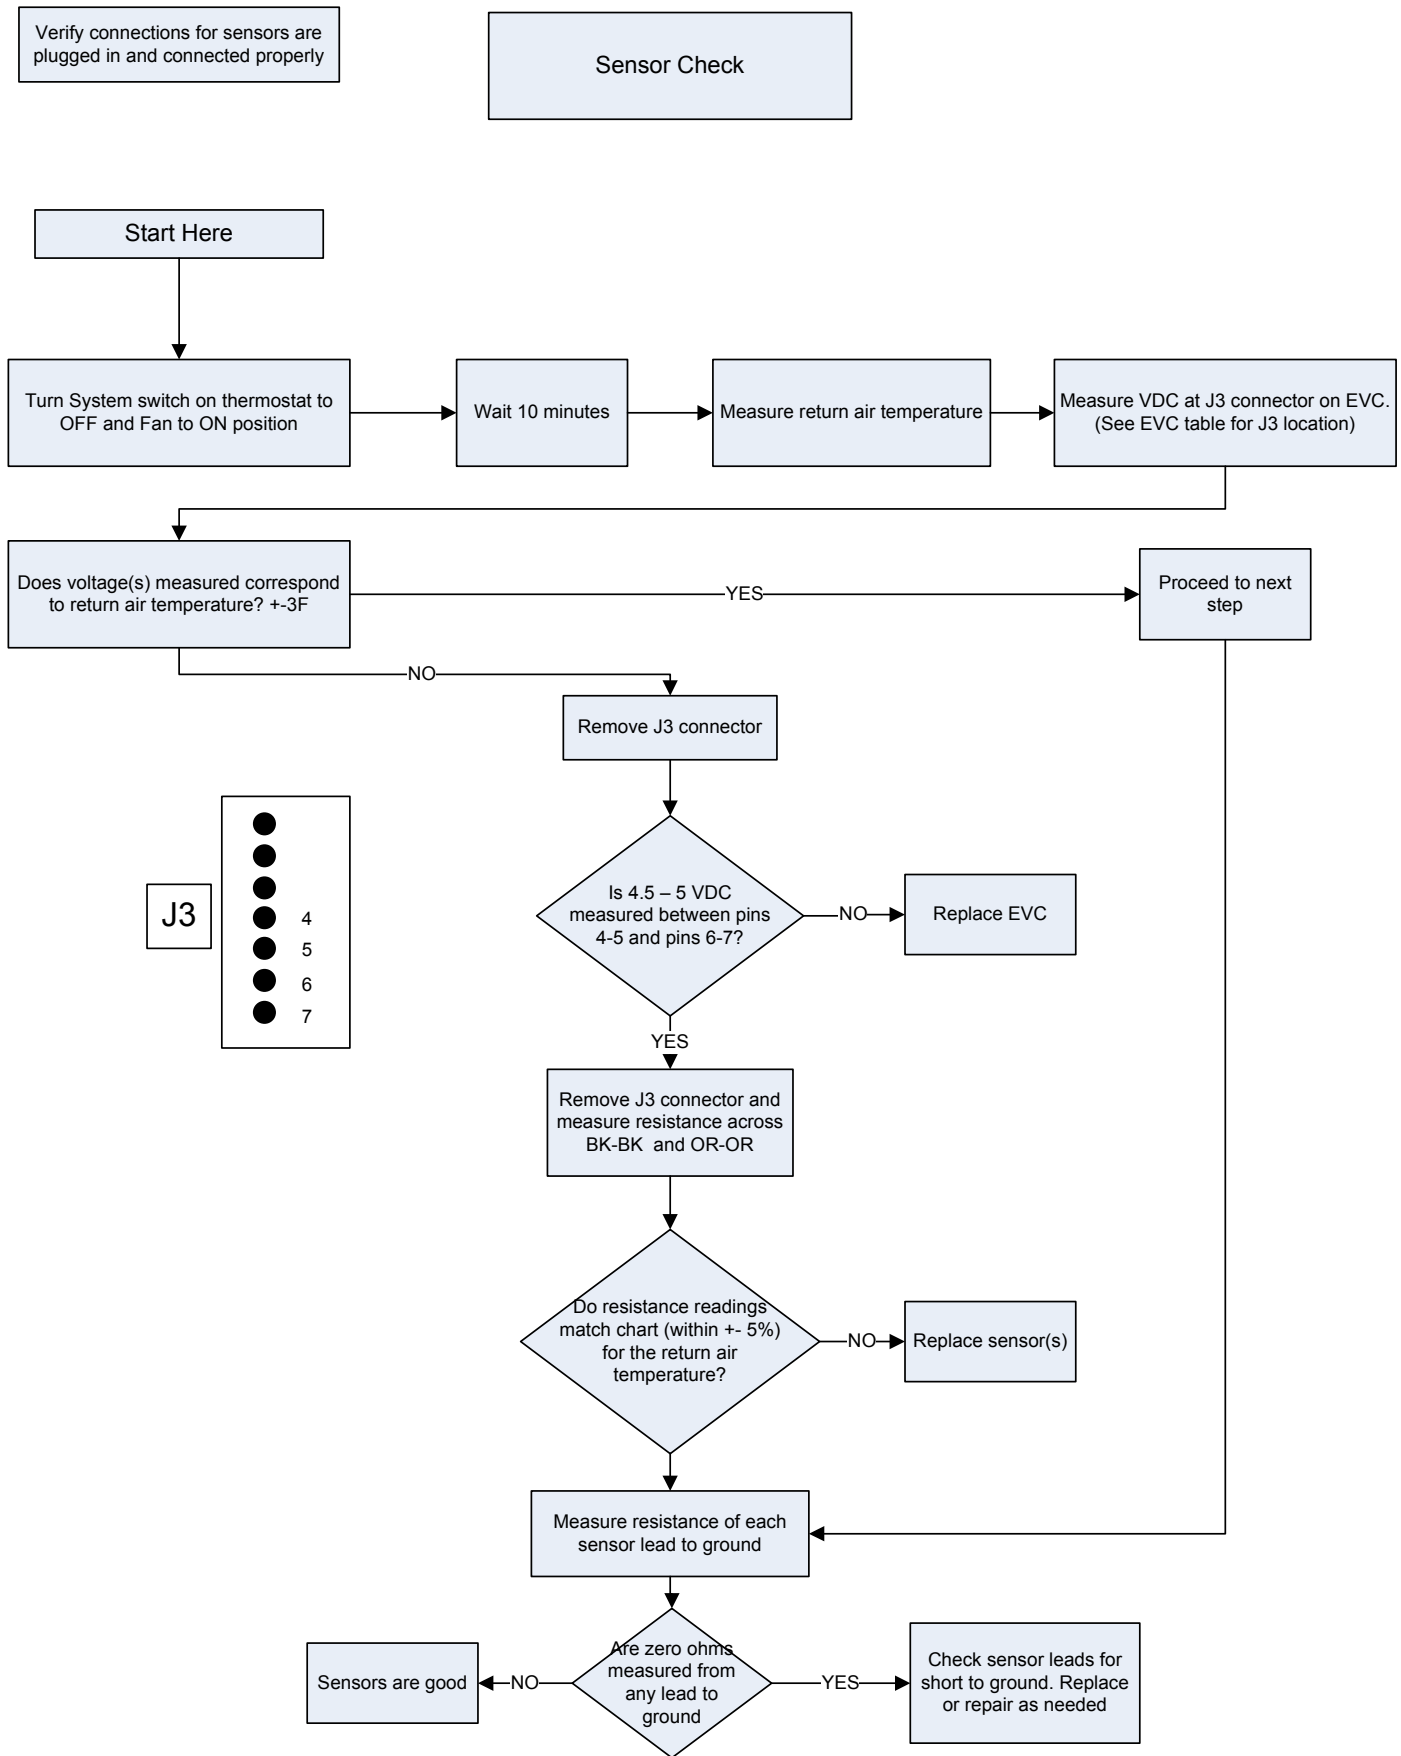 Verify connections for sensors are
plugged in and connected properly
Sensor Check
Start Here
Turn System switch on thermostat to
OFF and Fan to ON position
Wait 10 minutes
Measure return air temperature
Measure VDC at J3 connector on EVC.
(See EVC table for J3 location)
Does voltage(s) measured correspond
to return air temperature? +-3F
YES
Proceed to next
step
NO
Remove J3 connector
J3
4
5
6
7
Is 4.5 – 5 VDC
measured between pins
4-5 and pins 6-7?
NO
Replace EVC
YES
Remove J3 connector and
measure resistance across
BK-BK and OR-OR
Do resistance readings
match chart (within +- 5%)
for the return air
temperature?
NO
Replace sensor(s)
Measure resistance of each
sensor lead to ground
Are zero ohms
measured from
any lead to
ground
NO
Sensors are good
YES
Check sensor leads for
short to ground. Replace
or repair as needed